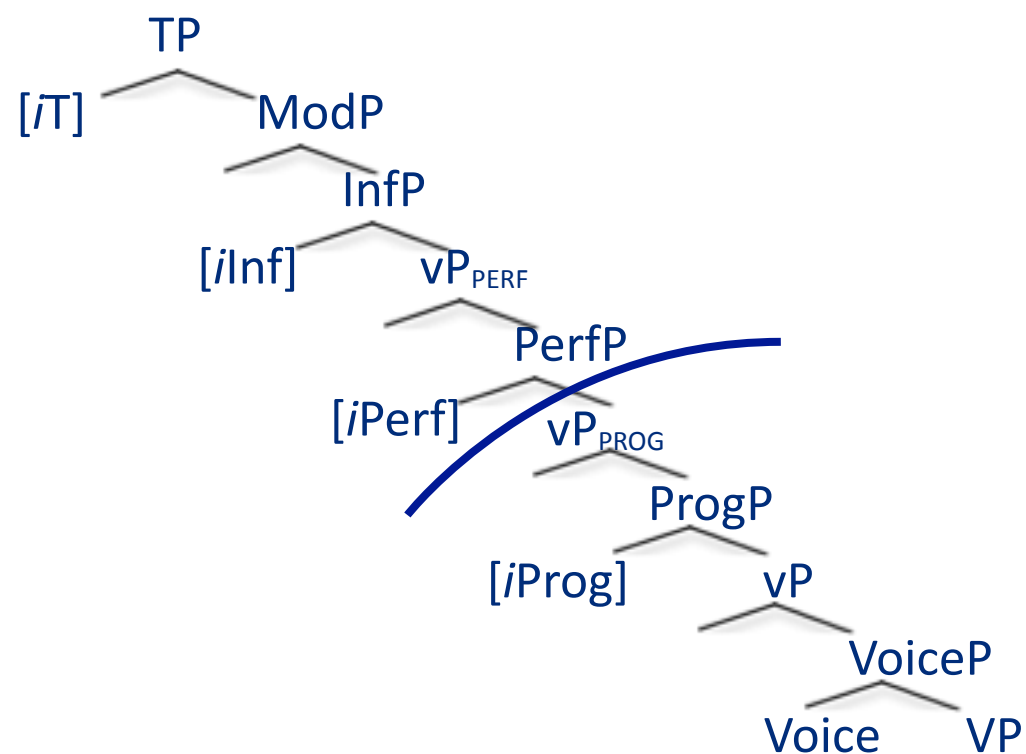 TP
[iT]
ModP
InfP
[iInf]
vPPERF
PerfP
[iPerf]
vPPROG
ProgP
[iProg]
vP
VoiceP
Voice VP